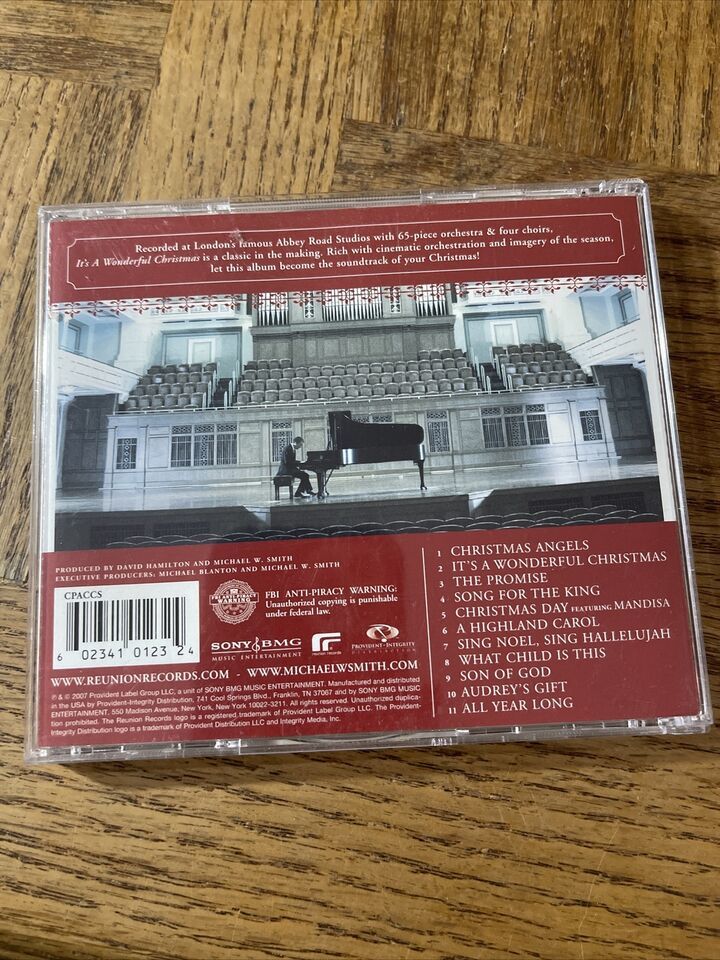 Recorded at London's famous Abbey Road Studios with 65-piece orchestra & four choirs,
It's A Wonderful Christmas is a classic in the making. Rich with cinematic orchestration and imagery of the season,
let this album become the soundtrack of your Christmas!
PRODUCED BY DAVID HAMILTON AND MICHAEL W. SMITH
EXECUTIVE PRODUCERS: MICHAEL BLANTON AND MICHAEL W. SMITH
CPACCS
6 02341 0123 24
FBI ANTI-PIRACY
WARNING
FBI ANTI-PIRACY WARNING:
Unauthorized copying is punishable
under federal law.
SONY BMG
MUSIC ENTERTAINMENT
reunion records
PROVIDENT-INTEGRITY
DISTRIBUTION
WWW.REUNIONRECORDS.COM - WWW.MICHAELWSMITH.COM
℗ & © 2007 Provident Label Group LLC, a unit of SONY BMG MUSIC ENTERTAINMENT. Manufactured and distributed
in the USA by Provident-Integrity Distribution, 741 Cool Springs Blvd., Franklin, TN 37067 and by SONY BMG MUSIC
ENTERTAINMENT. 550 Madison Avenue, New York, New York 10022-3211. All rights reserved. Unauthorized duplica-
tion prohibited. The Reunion Records logo is a registered trademark of Provident Label Group LLC. The Provident-
Integrity Distribution logo is a trademark of Provident Distribution LLC and Integrity Media, Inc.
1 CHRISTMAS ANGELS
2 IT'S A WONDERFUL CHRISTMAS
3 THE PROMISE
4 SONG FOR THE KING
5 CHRISTMAS DAY FEATURING MANDISA
6 A HIGHLAND CAROL
7 SING NOEL, SING HALLELUJAH
8 WHAT CHILD IS THIS
9 SON OF GOD
10 AUDREY'S GIFT
11 ALL YEAR LONG